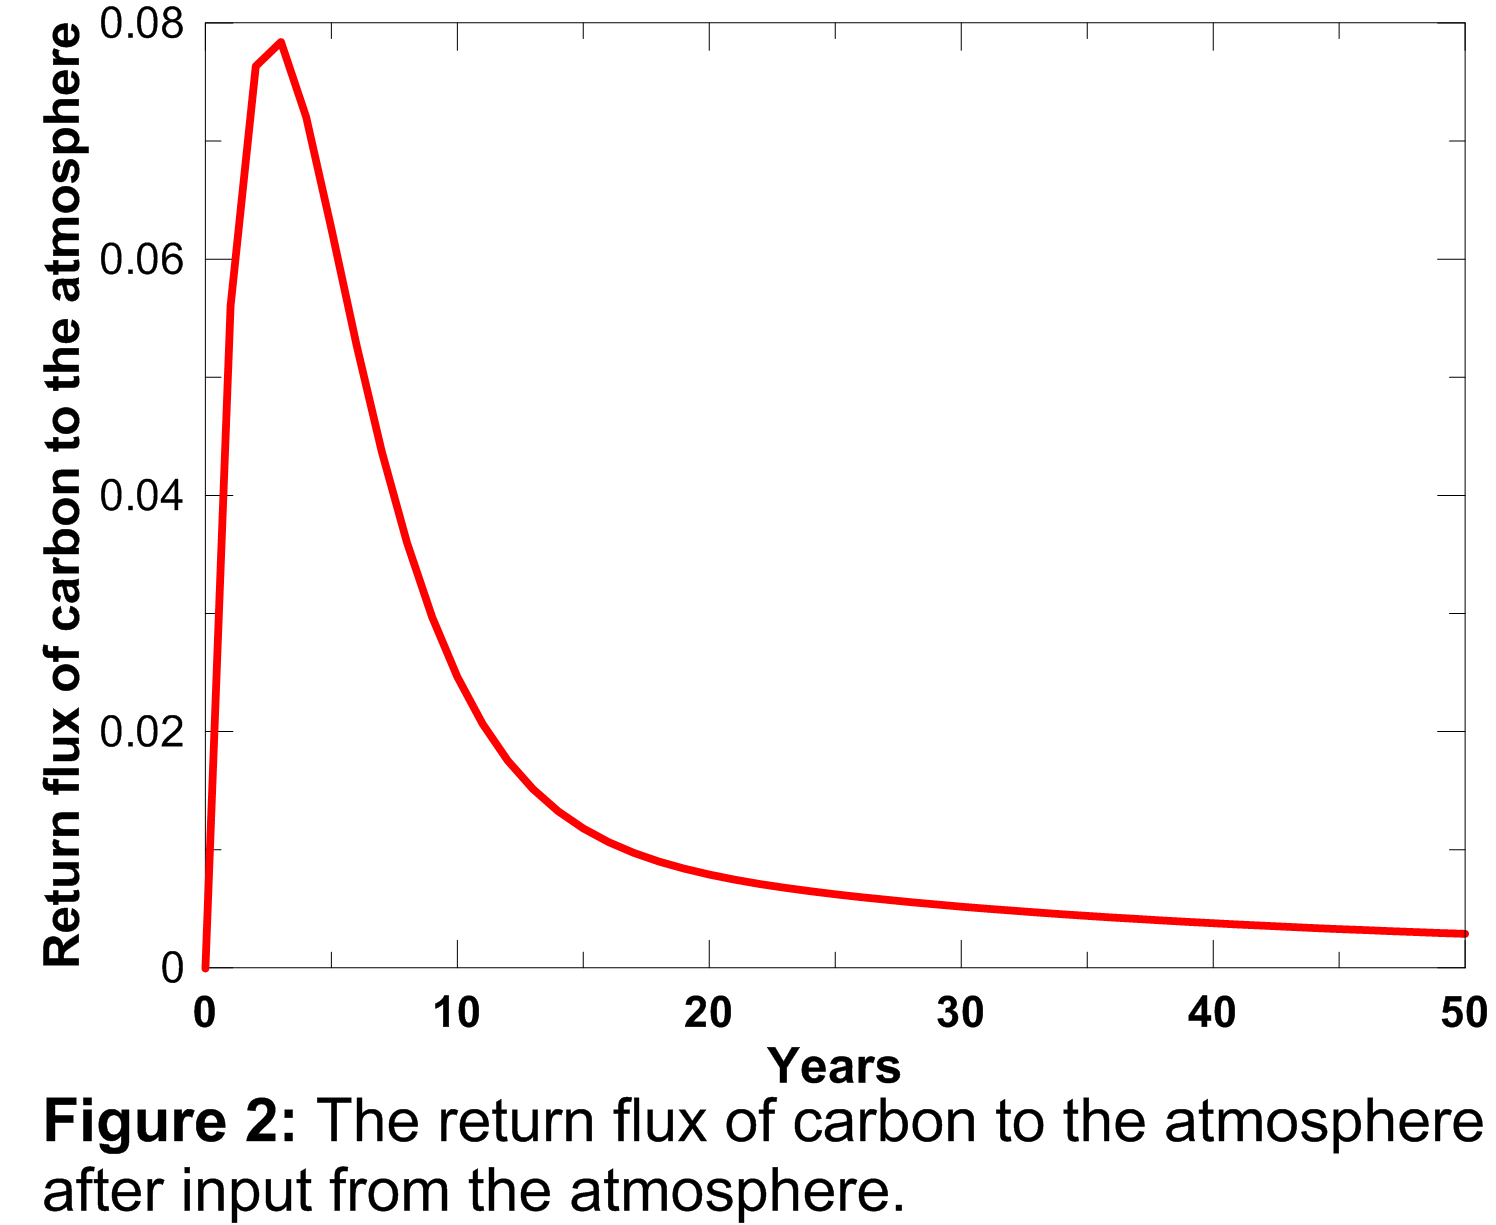 Return flux of carbon to the atmosphere
0.08
0.06
0.04
0.02
0
0 10 20 30 40 50
Years
Figure 2: The return flux of carbon to the atmosphere
after input from the atmosphere.